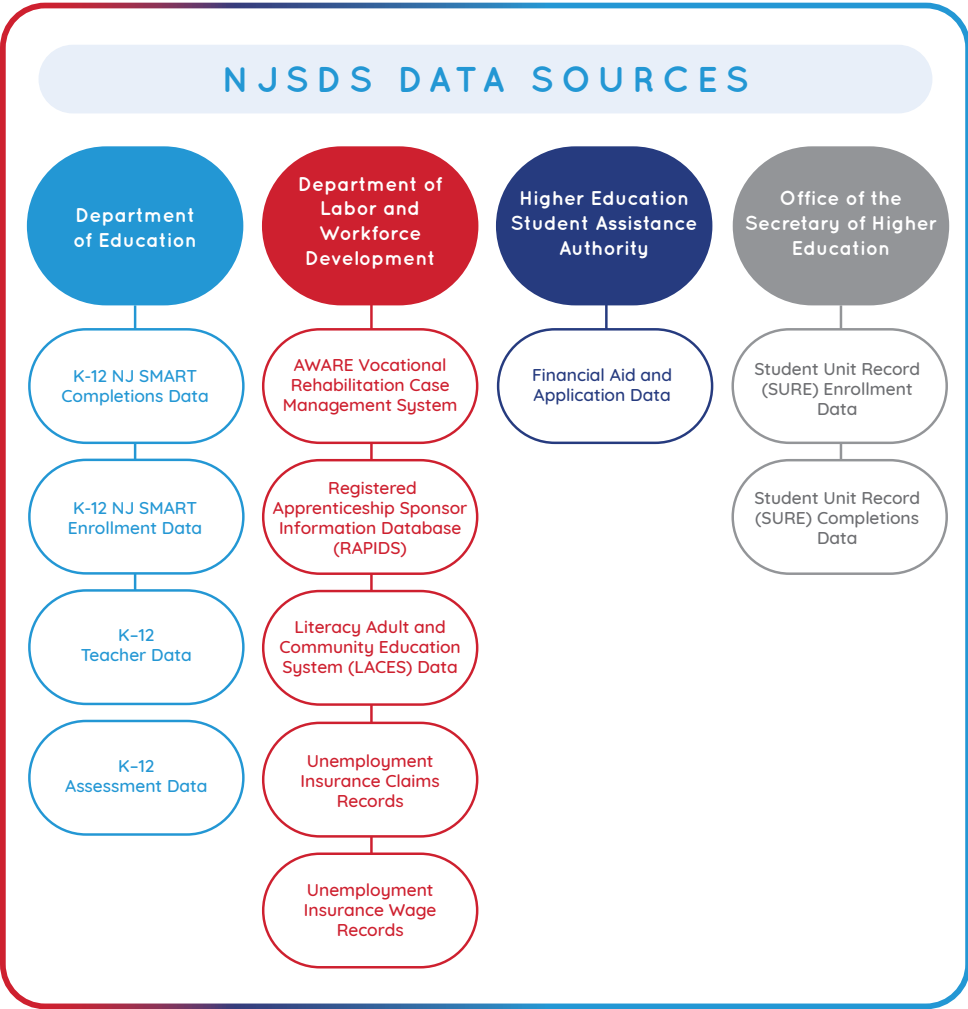 NJSDS DATA SOURCES
Department
of Education
K-12 NJ SMART
Completions Data
K-12 NJ SMART
Enrollment Data
K–12
Teacher Data
K–12
Assessment Data
Department of
Labor and
Workforce
Development
AWARE Vocational
Rehabilitation Case
Management System
Registered
Apprenticeship Sponsor
Information Database
(RAPIDS)
Literacy Adult and
Community Education
System (LACES) Data
Unemployment
Insurance Claims
Records
Unemployment
Insurance Wage
Records
Higher Education
Student Assistance
Authority
Financial Aid and
Application Data
Office of the
Secretary of Higher
Education
Student Unit Record
(SURE) Enrollment
Data
Student Unit Record
(SURE) Completions
Data